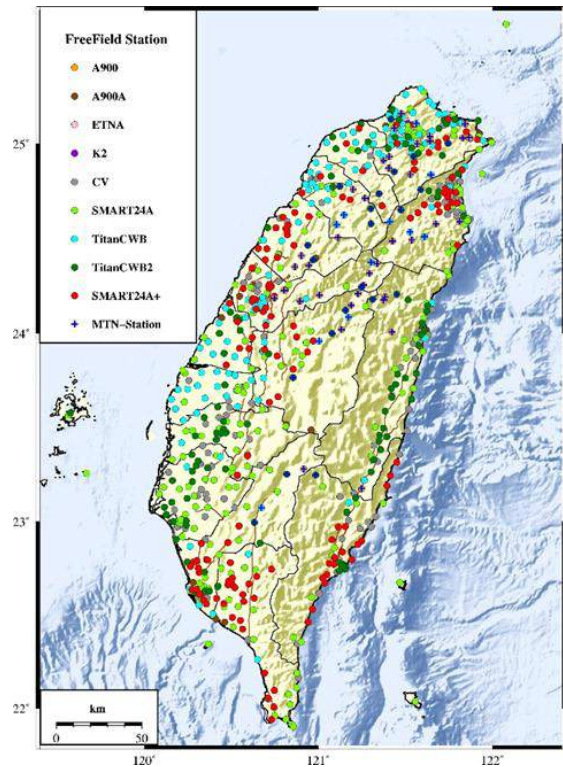 FreeField Station
A900
A900A
ETNA
K2
CV
SMART24A
TitanCWB
TitanCWB2
SMART24A+
MTN-Station
25°
24°
23°
22°
km
0 50
120° 121° 122°